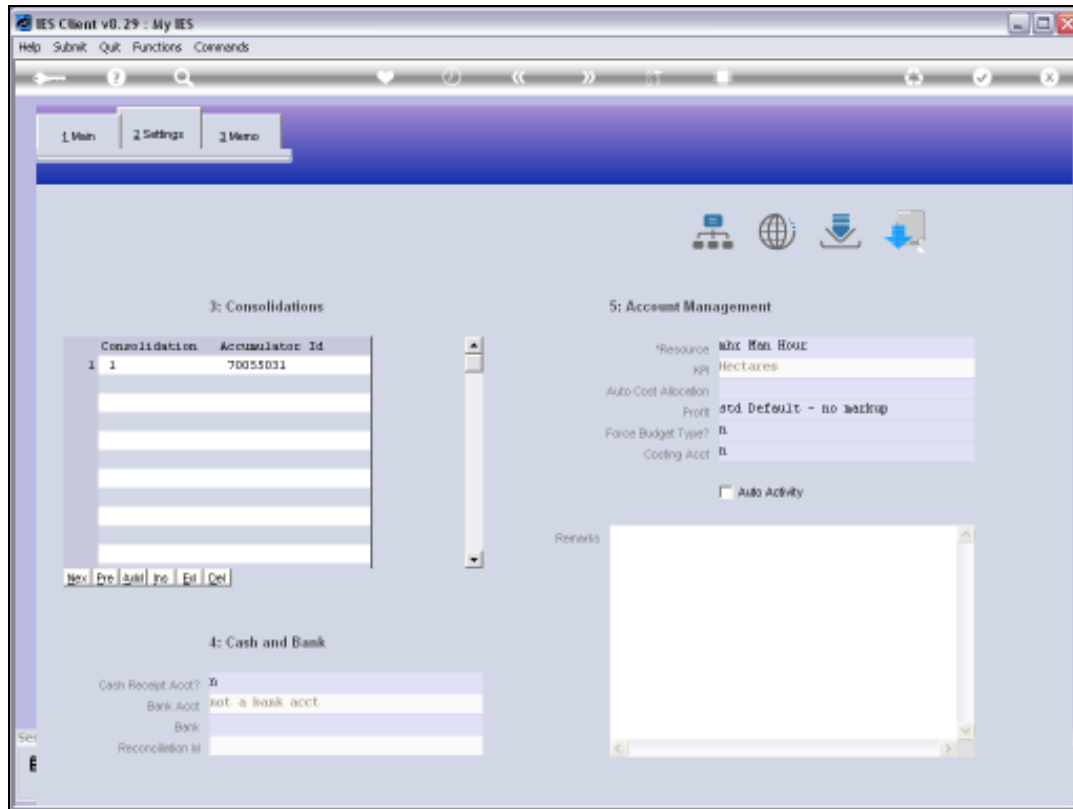 IES Client v8.29 : My IES
Help Submit Quit Functions Commands
1 Main
2 Settings
3 Memo
3: Consolidations
Consolidation Accumulator Id
1 1 70055031
Nex Pre Add Ins Ed Del
4: Cash and Bank
Cash Receipt Acct? n
Bank Acct not a bank acct
Bank
Reconciliation Id
5: Account Management
*Resource mhr Man Hour
KPI Hectares
Auto Cost Allocation
Profit std Default - no markup
Force Budget Type? n
Costing Acct n
Auto Activity
Remarks